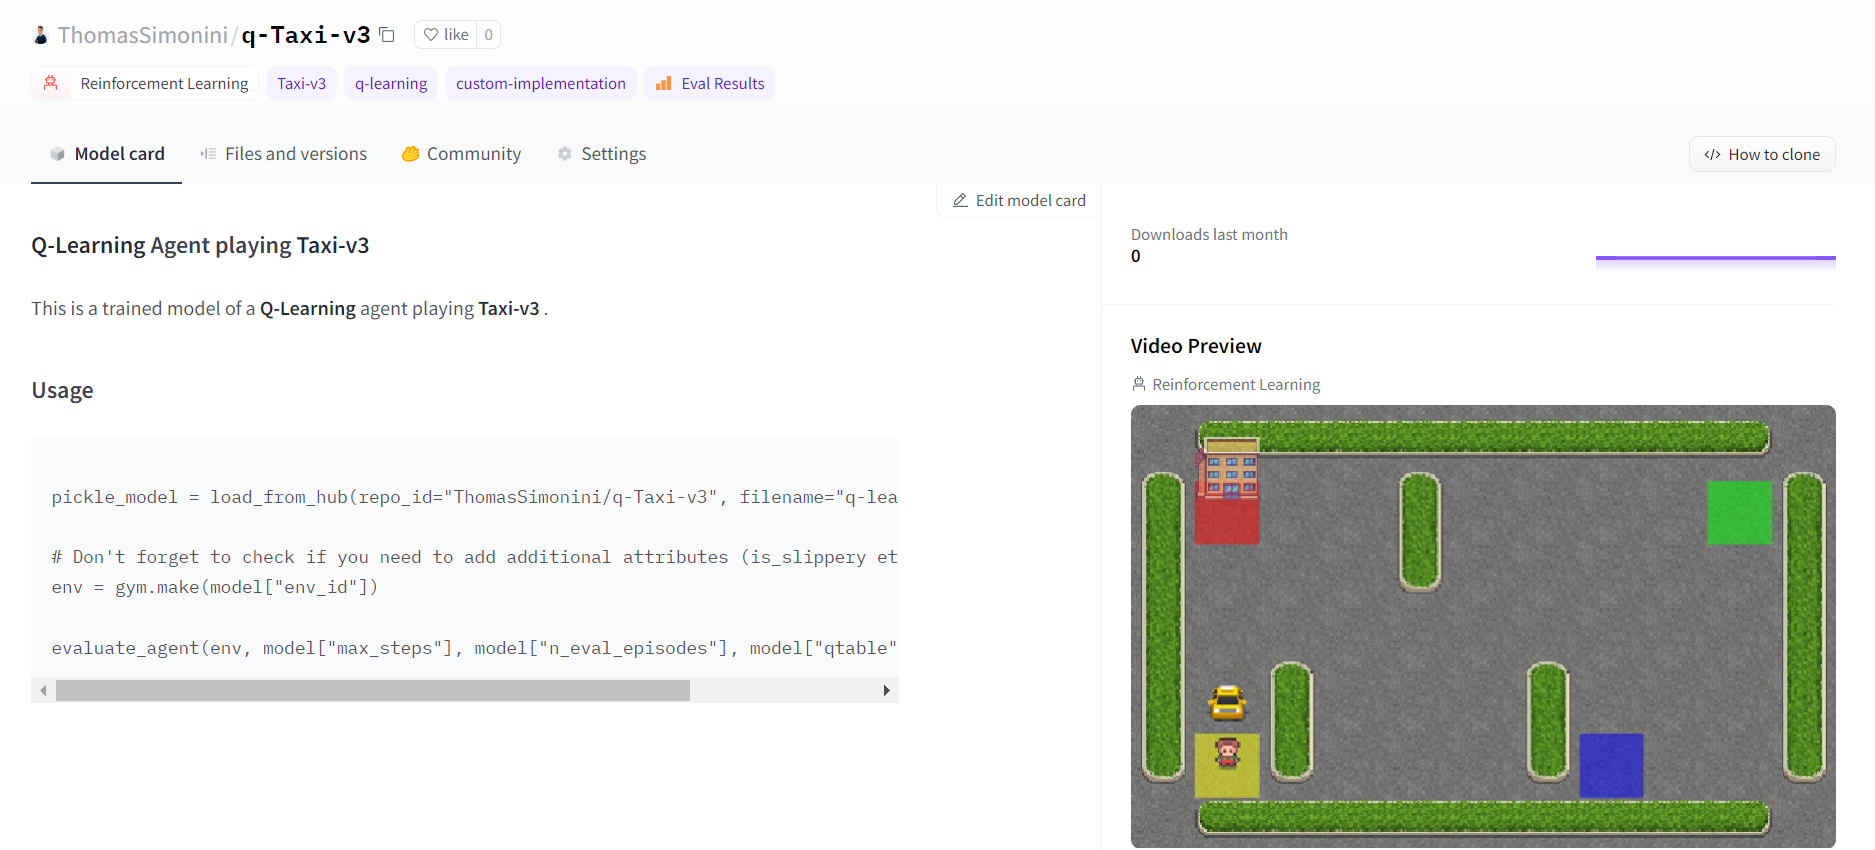 ThomasSimonini/q-Taxi-v3 like 0
Reinforcement Learning Taxi-v3 q-learning custom-implementation Eval Results
Model card Files and versions Community Settings How to clone
Edit model card
Q-Learning Agent playing Taxi-v3
This is a trained model of a Q-Learning agent playing Taxi-v3 .
Usage
pickle_model = load_from_hub(repo_id="ThomasSimonini/q-Taxi-v3", filename="q-lea
# Don't forget to check if you need to add additional attributes (is_slippery et
env = gym.make(model["env_id"])
evaluate_agent(env, model["max_steps"], model["n_eval_episodes"], model["qtable"
Downloads last month
0
Video Preview
Reinforcement Learning